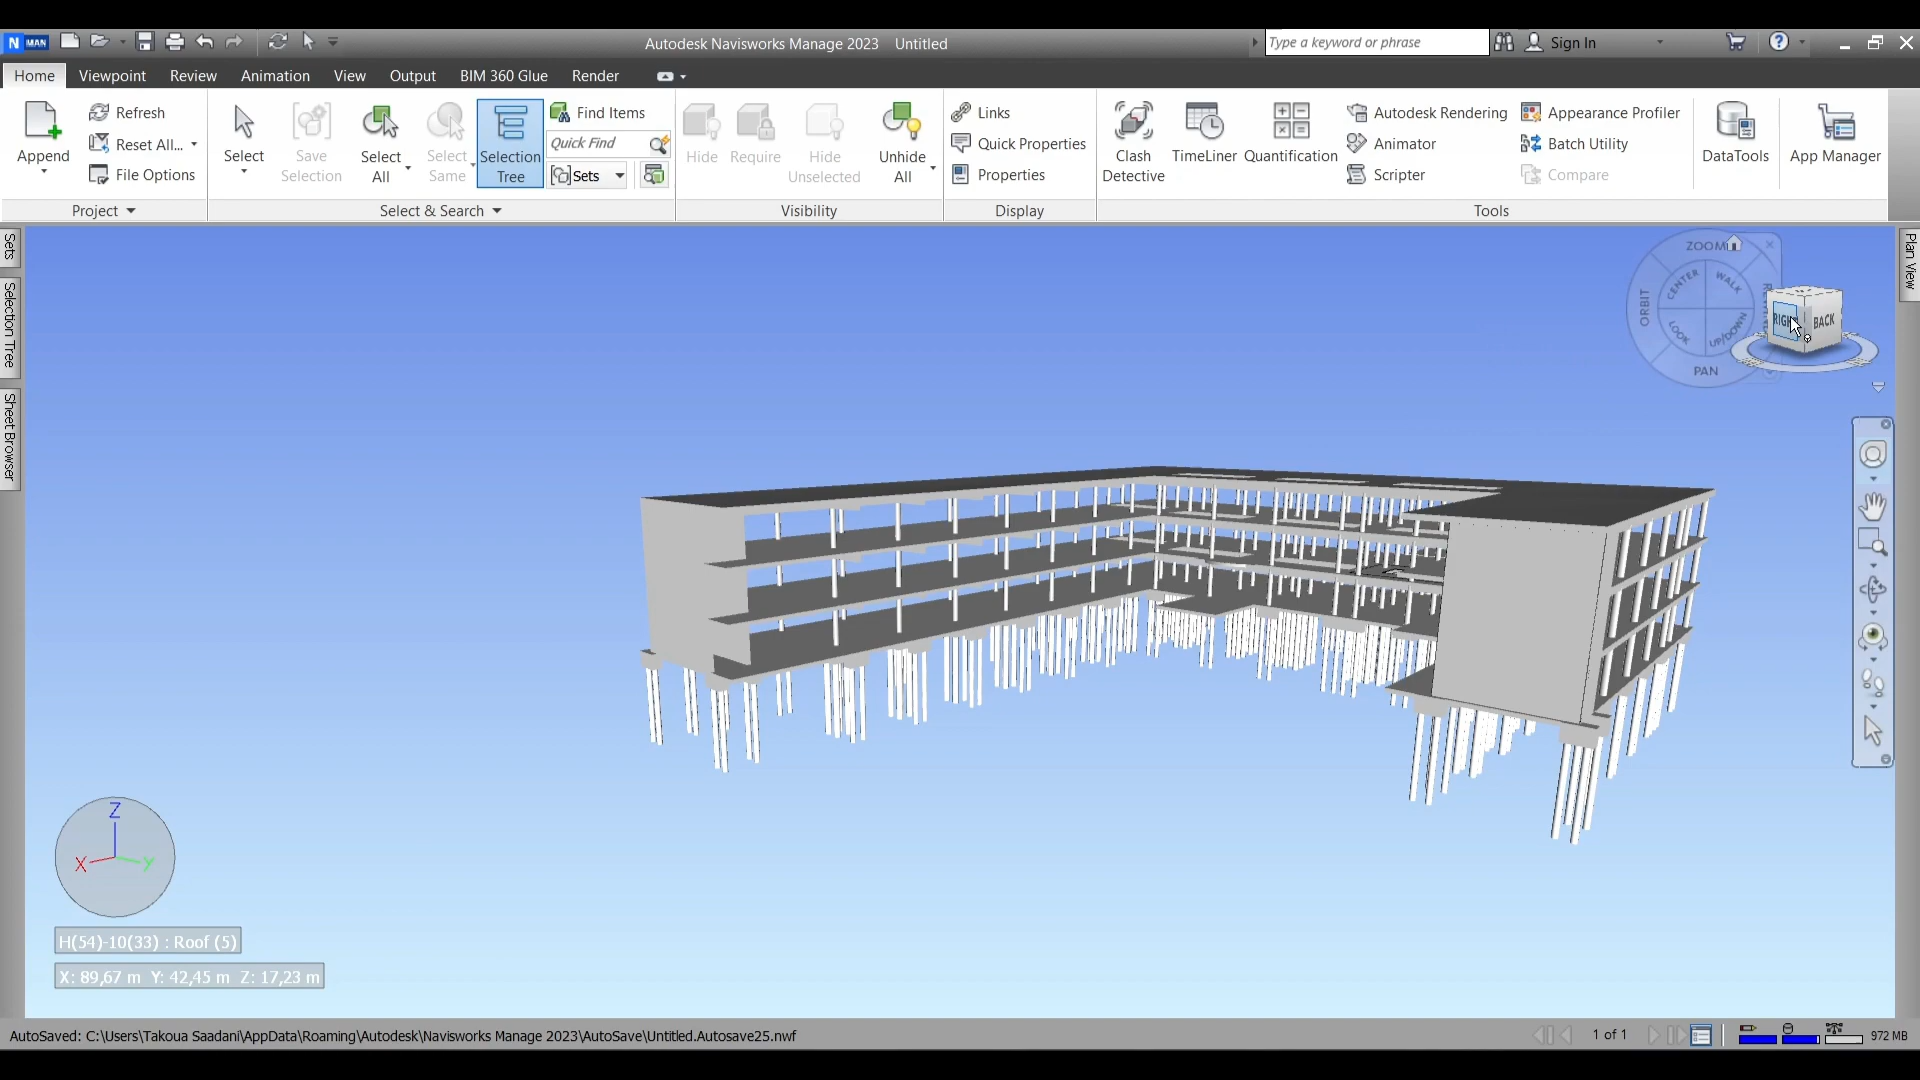 N MAN
Autodesk Navisworks Manage 2023 Untitled
Type a keyword or phrase
Sign In
Home Viewpoint Review Animation View Output BIM 360 Glue Render
Append
Refresh
Reset All...
File Options
Project
Select
Save Selection
Select All
Select Same
Selection Tree
Find Items
Quick Find
Sets
Select & Search
Hide
Require
Hide Unselected
Unhide All
Visibility
Links
Quick Properties
Properties
Display
Clash Detective
TimeLiner
Quantification
Autodesk Rendering
Animator
Scripter
Appearance Profiler
Batch Utility
Compare
DataTools
App Manager
Tools
Sets
Selection Tree
Sheet Browser
Plan View
ZOOM
CENTER
WALK
ORBIT
LOOK
UP/DOWN
PAN
BACK
Z
X
Y
H(54)-10(33) : Roof (5)
X: 89,67 m Y: 42,45 m Z: 17,23 m
AutoSaved: C:\Users\Takoua Saadani\AppData\Roaming\Autodesk\Navisworks Manage 2023\AutoSave\Untitled.Autosave25.nwf
1 of 1
972 MB